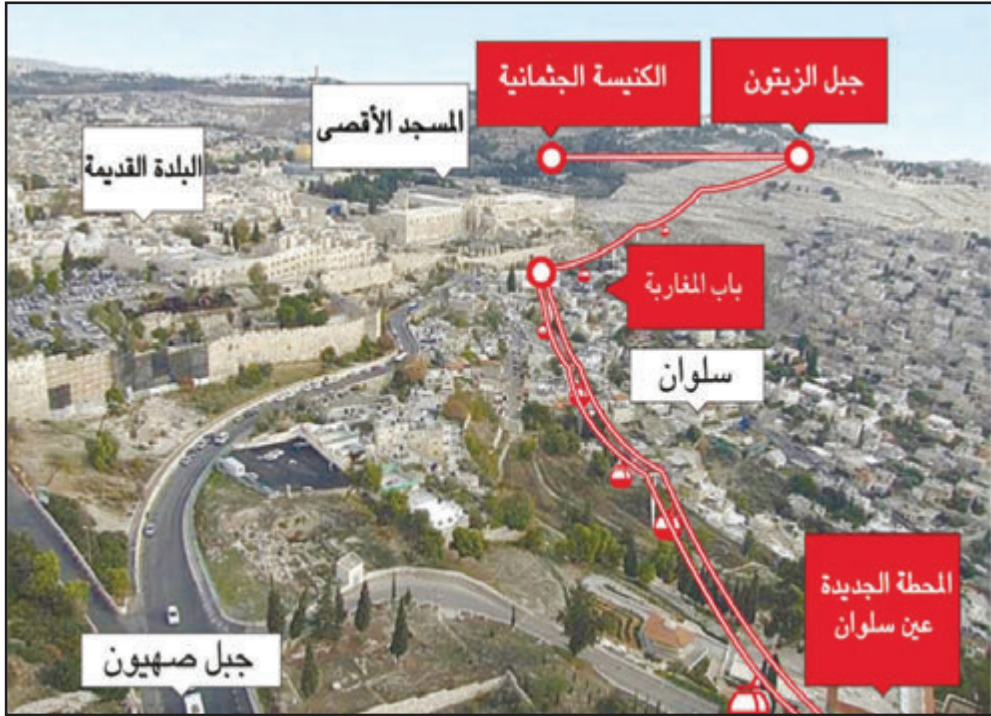 جبل الزيتون
الكنيسة الجثمانية
المسجد الأقصى
البلدة القديمة
باب المغاربة
سلوان
المحطة الجديدة
عين سلوان
جبل صهيون